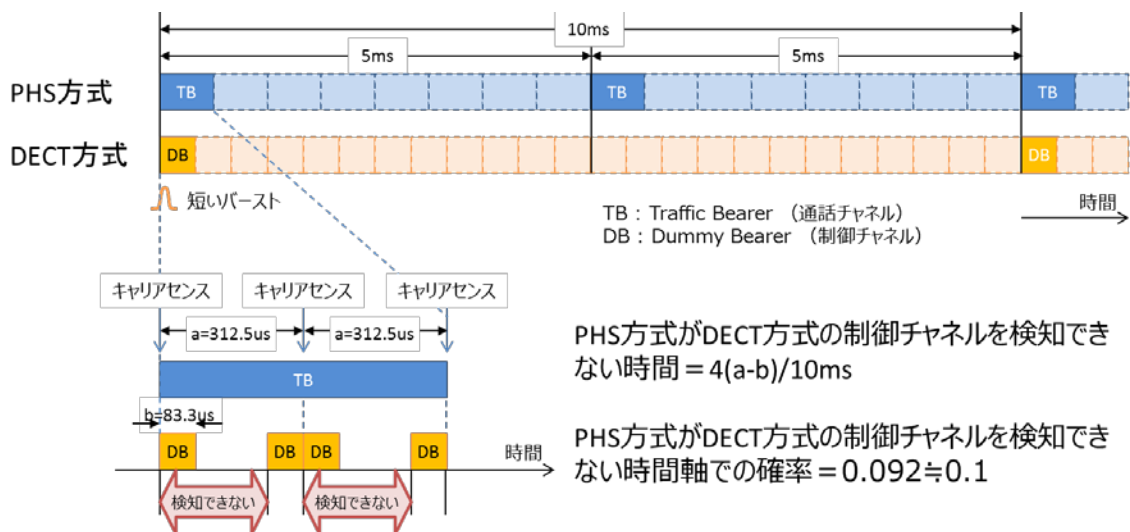 10ms
5ms
5ms
PHS方式
TB
TB
TB
DECT方式
DB
DB
短いバースト
TB : Traffic Bearer （通話チャネル）
DB : Dummy Bearer （制御チャネル）
時間
キャリアセンス
キャリアセンス
キャリアセンス
a=312.5us
a=312.5us
TB
b=83.3us
DB
DB
DB
DB
時間
検知できない
検知できない
PHS方式がDECT方式の制御チャネルを検知でき
ない時間＝4(a-b)/10ms
PHS方式がDECT方式の制御チャネルを検知でき
ない時間軸での確率＝0.092≒0.1